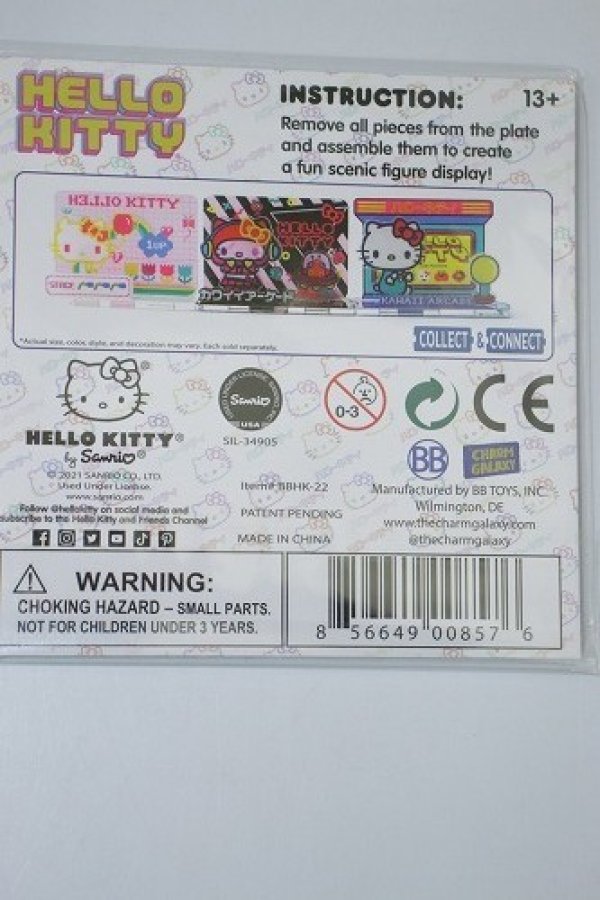 HELLO
KITTY
INSTRUCTION:
13+
Remove all pieces from the plate
and assemble them to create
a fun scenic figure display!
HELLO KITTY
1UP
HELLO
KITTY
カワイイアーケード
KAWAII ARCADE
*Actual size, color, style, and decoration may vary. Each sold separately.
COLLECT & CONNECT
HELLO KITTY®
by Sanrio®
© 2021 SANRIO CO., LTD.
Used Under License.
www.sanrio.com
Follow @hellokitty on social media and
subscribe to the Hello Kitty and Friends Channel
Sanrio
USA
SIL-34905
0-3
CE
Item# BBHK-22
PATENT PENDING
MADE IN CHINA
BB
CHARM
GALAXY
Manufactured by BB TOYS, INC.
Wilmington, DE
www.thecharmgalaxy.com
@thecharmgalaxy
WARNING:
CHOKING HAZARD – SMALL PARTS.
NOT FOR CHILDREN UNDER 3 YEARS.
8 56649 00857 6